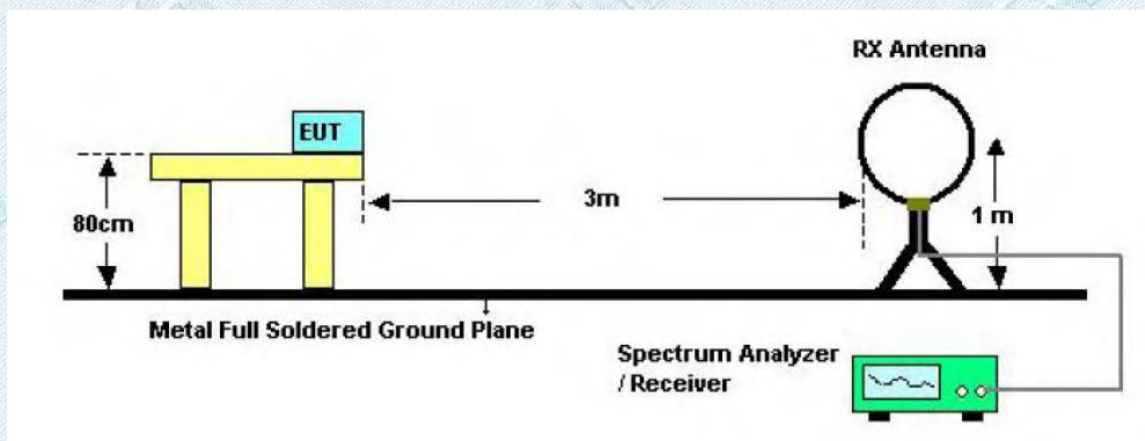 RX Antenna
EUT
3m
80cm
1 m
Metal Full Soldered Ground Plane
Spectrum Analyzer
/ Receiver